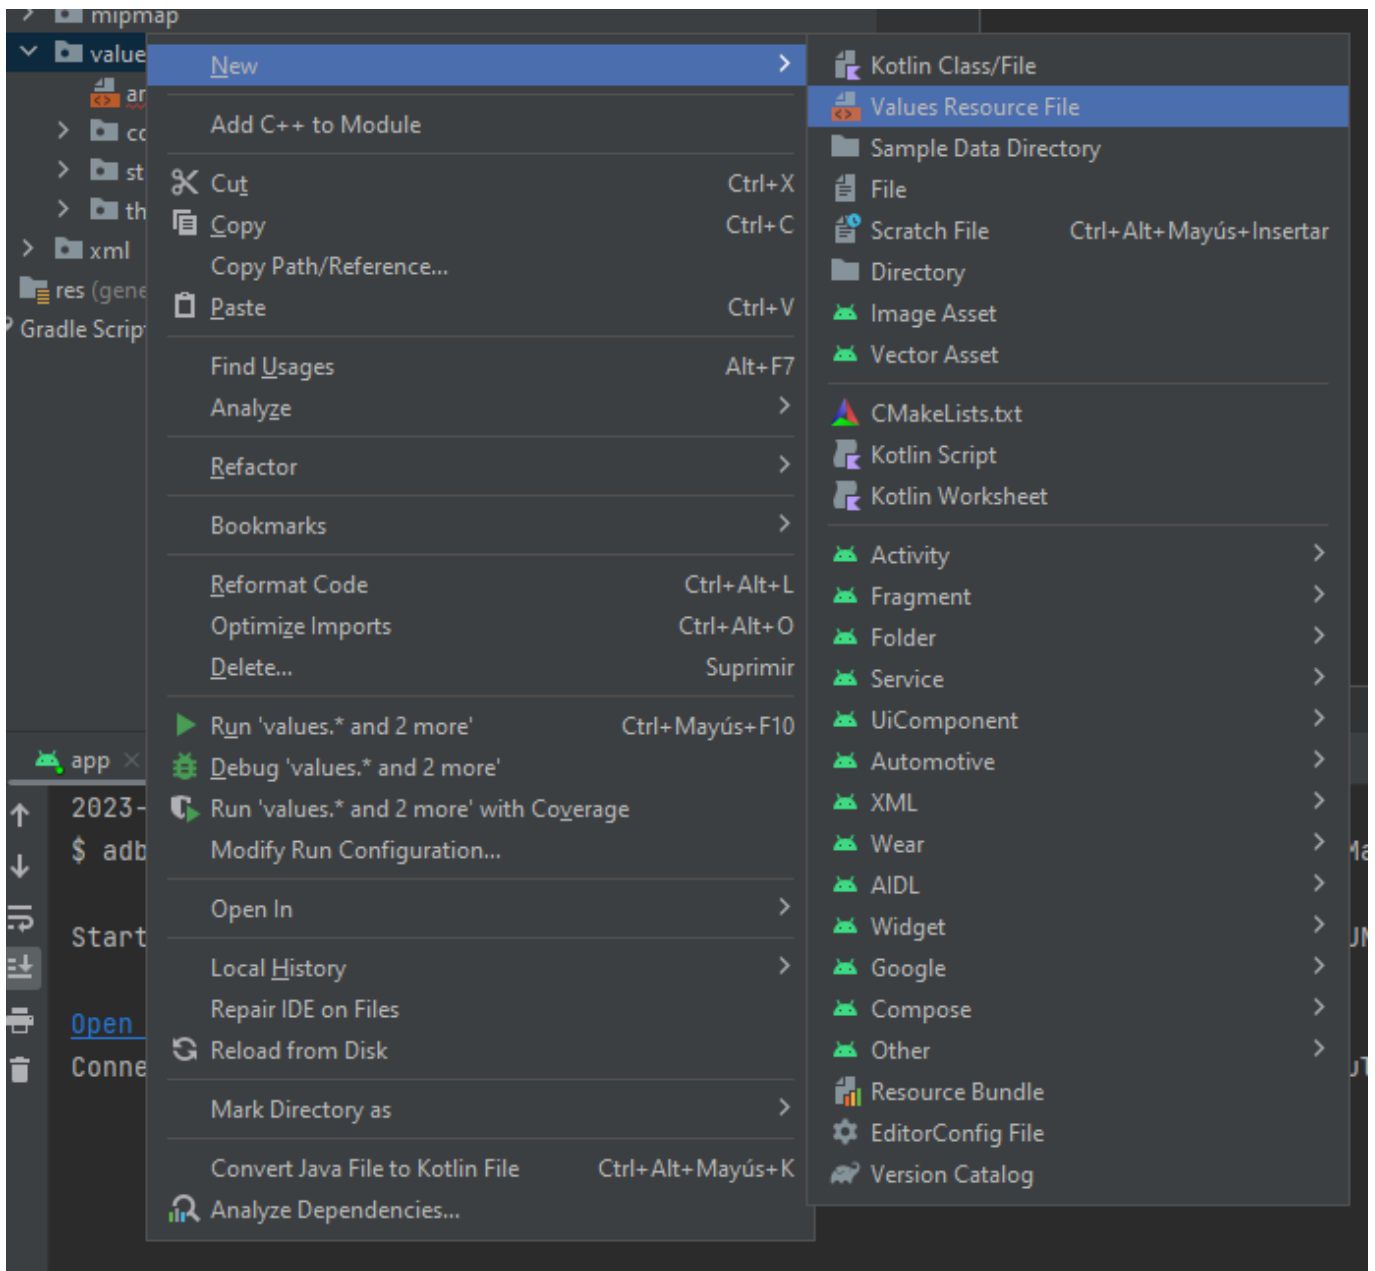 mipmap
value
ar
co
st
th
xml
res (gene
Gradle Scrip
New
Add C++ to Module
Cut Ctrl+X
Copy Ctrl+C
Copy Path/Reference...
Paste Ctrl+V
Find Usages Alt+F7
Analyze
Refactor
Bookmarks
Reformat Code Ctrl+Alt+L
Optimize Imports Ctrl+Alt+O
Delete... Suprimir
Run 'values.* and 2 more' Ctrl+Mayús+F10
Debug 'values.* and 2 more'
Run 'values.* and 2 more' with Coverage
Modify Run Configuration...
Open In
Local History
Repair IDE on Files
Reload from Disk
Mark Directory as
Convert Java File to Kotlin File Ctrl+Alt+Mayús+K
Analyze Dependencies...
Kotlin Class/File
Values Resource File
Sample Data Directory
File
Scratch File Ctrl+Alt+Mayús+Insertar
Directory
Image Asset
Vector Asset
CMakeLists.txt
Kotlin Script
Kotlin Worksheet
Activity
Fragment
Folder
Service
UiComponent
Automotive
XML
Wear
AIDL
Widget
Google
Compose
Other
Resource Bundle
EditorConfig File
Version Catalog
app
2023-
$ adb
Start
Open
Conne